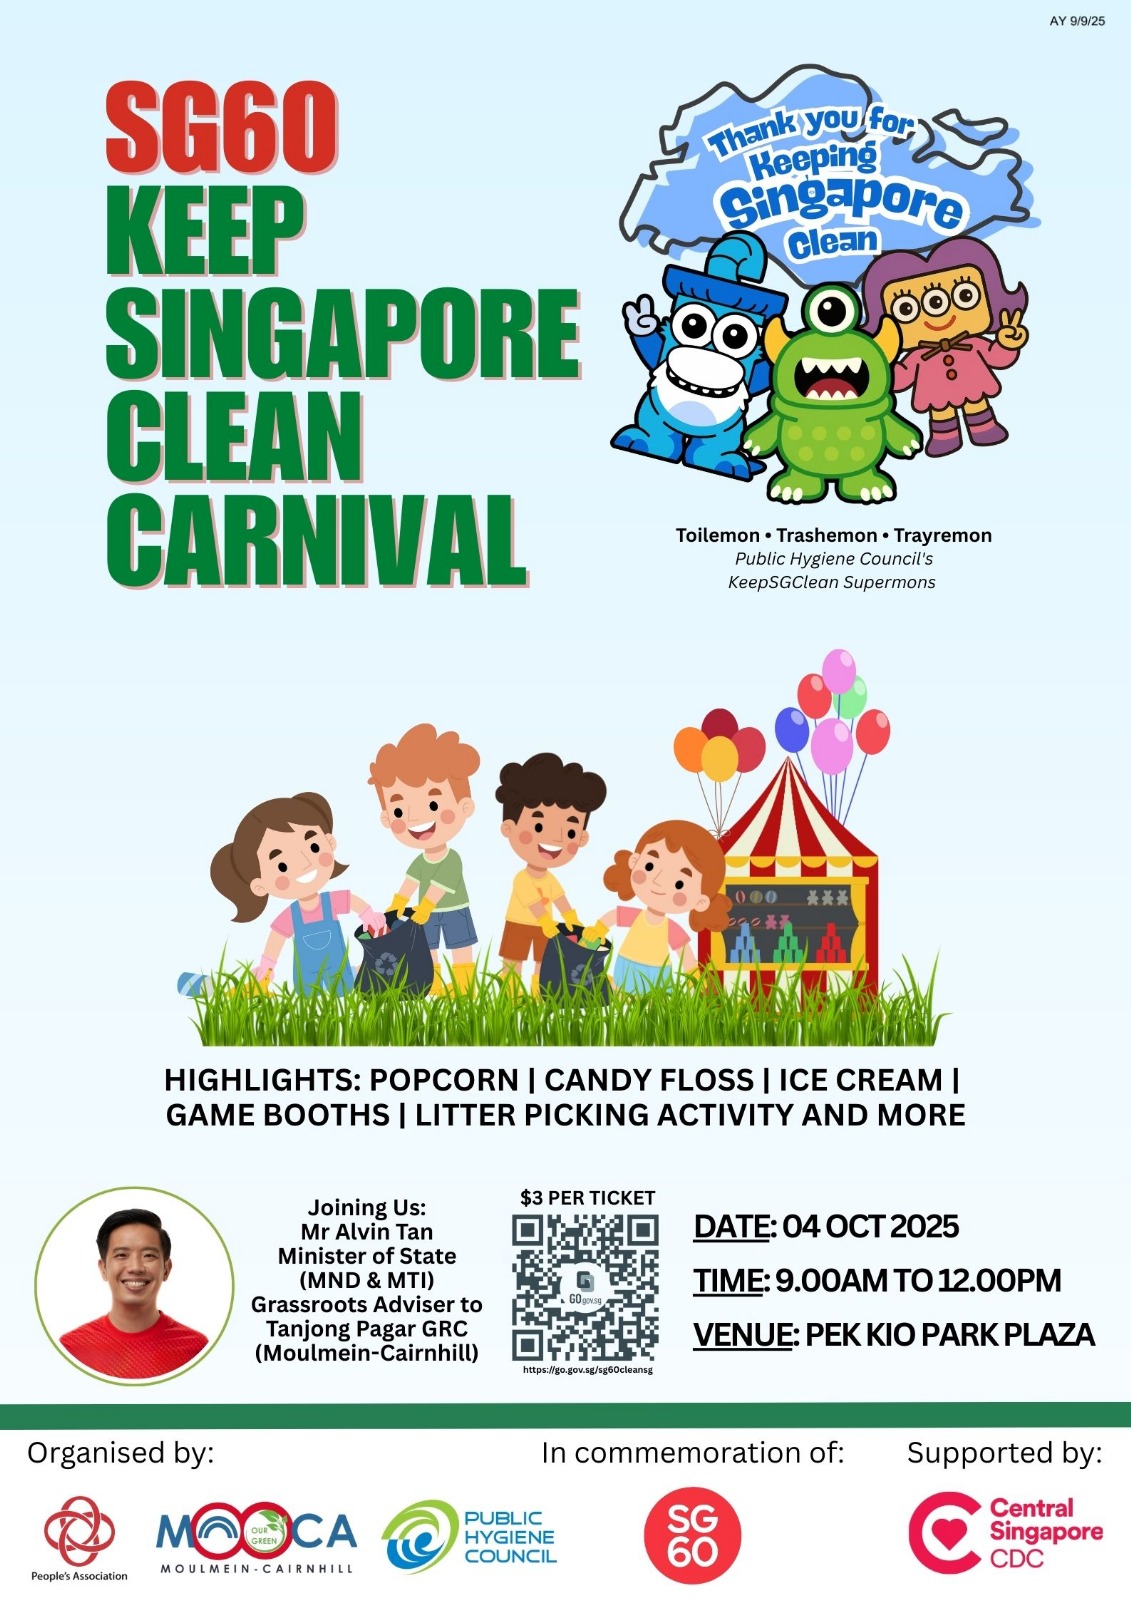 AY 9/9/25
SG60
KEEP
SINGAPORE
CLEAN
CARNIVAL
Thank you for
Keeping
Singapore
Clean
Toilemon • Trashemon • Trayremon
Public Hygiene Council's
KeepSGClean Supermons
HIGHLIGHTS: POPCORN | CANDY FLOSS | ICE CREAM |
GAME BOOTHS | LITTER PICKING ACTIVITY AND MORE
Joining Us:
Mr Alvin Tan
Minister of State
(MND & MTI)
Grassroots Adviser to
Tanjong Pagar GRC
(Moulmein-Cairnhill)
$3 PER TICKET
GOgov.sg
https://go.gov.sg/sg60cleansg
DATE: 04 OCT 2025
TIME: 9.00AM TO 12.00PM
VENUE: PEK KIO PARK PLAZA
Organised by:
People's Association
MOOCA
OUR
GREEN
MOULMEIN-CAIRNHILL
PUBLIC
HYGIENE
COUNCIL
In commemoration of:
SG
60
Supported by:
Central
Singapore
CDC